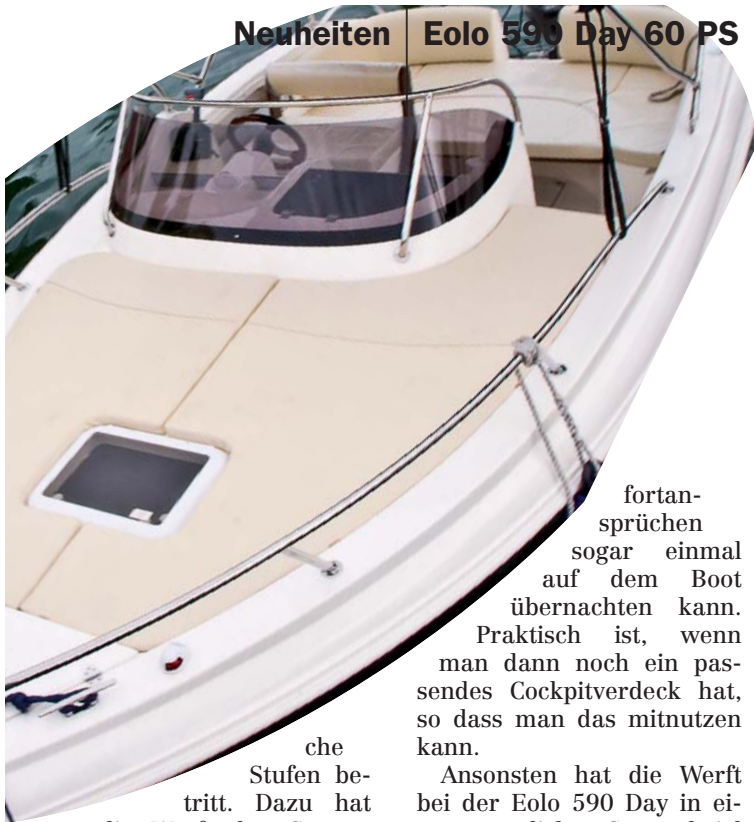 Neuheiten Eolo 590 Day 60 PS
che
Stufen be-
tritt. Dazu hat
fortan-
sprüchen
sogar einmal
auf dem Boot
übernachten kann.
Praktisch ist, wenn
man dann noch ein pas-
sendes Cockpitverdeck hat,
so dass man das mitnutzen
kann.
Ansonsten hat die Werft
bei der Eolo 590 Day in ei-